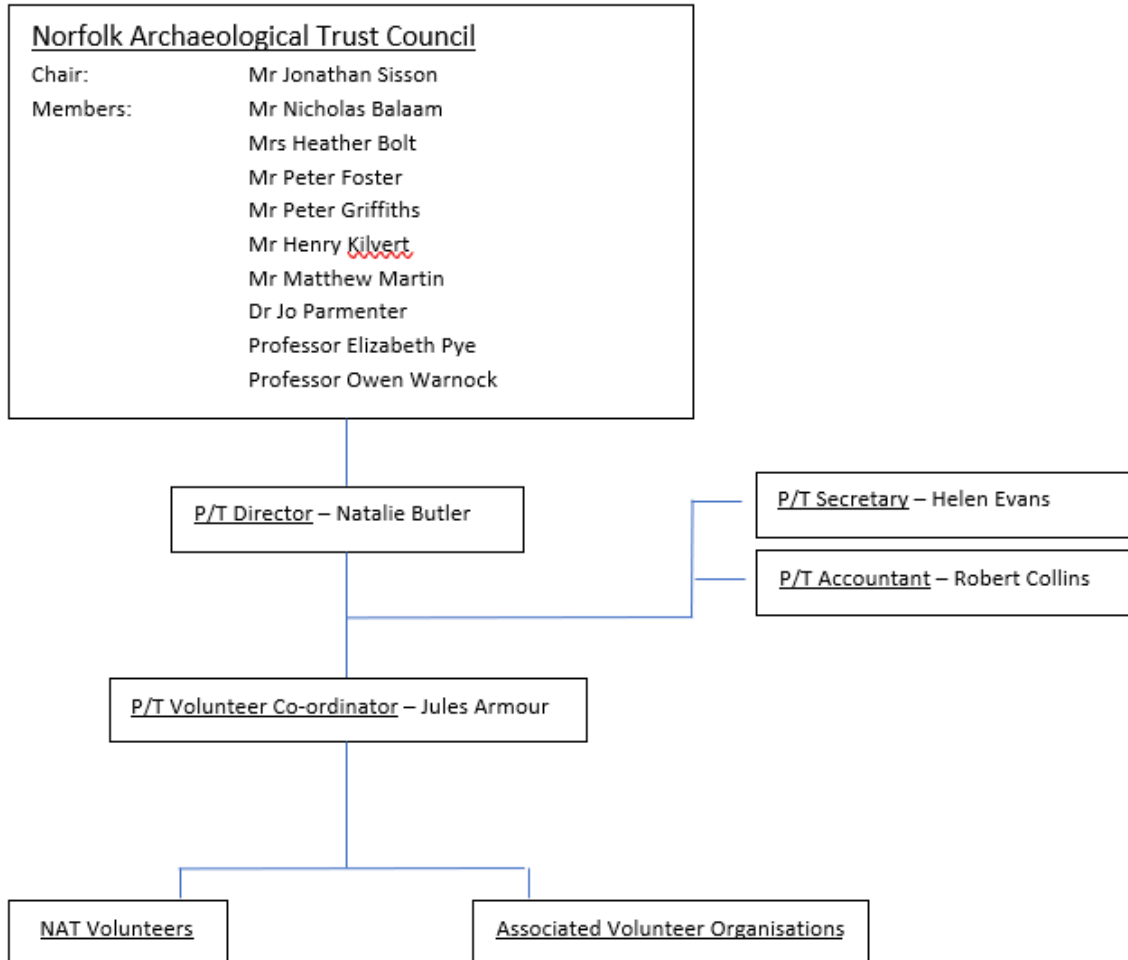 Norfolk Archaeological Trust Council
Chair: Mr Jonathan Sisson
Members: Mr Nicholas Balaam
Mrs Heather Bolt
Mr Peter Foster
Mr Peter Griffiths
Mr Henry Kilvert
Mr Matthew Martin
Dr Jo Parmenter
Professor Elizabeth Pye
Professor Owen Warnock
P/T Director – Natalie Butler
P/T Secretary – Helen Evans
P/T Accountant – Robert Collins
P/T Volunteer Co-ordinator – Jules Armour
NAT Volunteers
Associated Volunteer Organisations